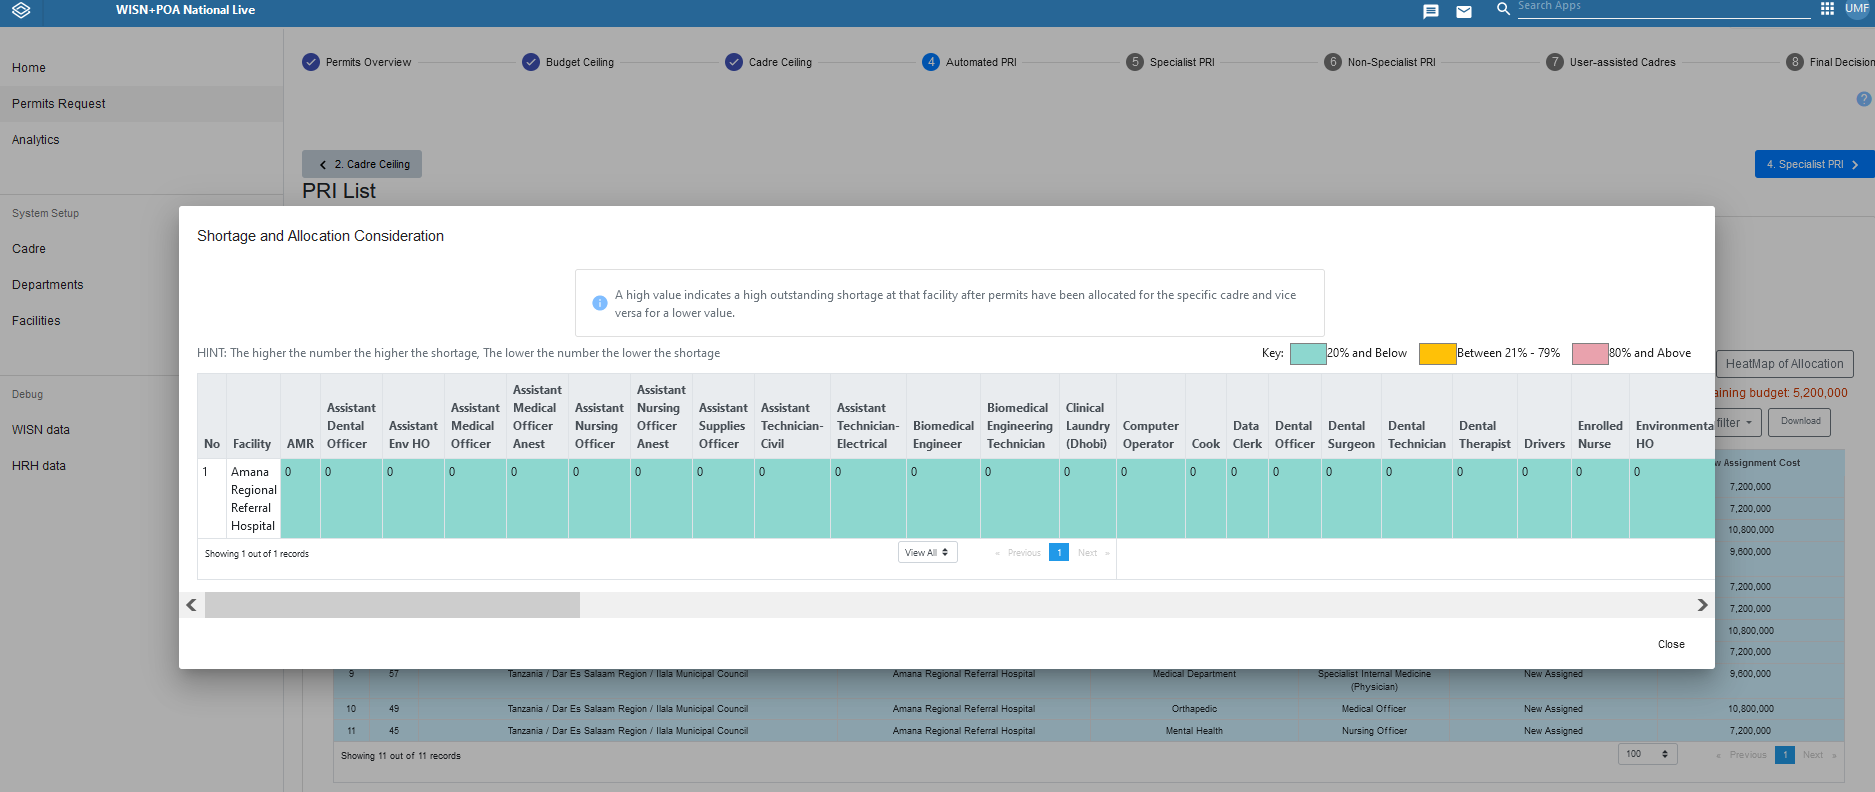 WISN+POA National Live
Search Apps
UMF
Home
Permits Request
Analytics
System Setup
Cadre
Departments
Facilities
Debug
WISN data
HRH data
Permits Overview
Budget Ceiling
Cadre Ceiling
4 Automated PRI
5 Specialist PRI
6 Non-Specialist PRI
7 User-assisted Cadres
8 Final Decision
?
2. Cadre Ceiling
4. Specialist PRI
PRI List
Shortage and Allocation Consideration
A high value indicates a high outstanding shortage at that facility after permits have been allocated for the specific cadre and vice
versa for a lower value.
HINT: The higher the number the higher the shortage, The lower the number the lower the shortage
Key: 20% and Below Between 21% - 79% 80% and Above
No Facility AMR Assistant Dental Officer Assistant Env HO Assistant Medical Officer Assistant Medical Officer Anest Assistant Nursing Officer Assistant Nursing Officer Anest Assistant Supplies Officer Assistant Technician-Civil Assistant Technician-Electrical Biomedical Engineer Biomedical Engineering Technician Clinical Laundry (Dhobi) Computer Operator Cook Data Clerk Dental Officer Dental Surgeon Dental Technician Dental Therapist Drivers Enrolled Nurse Environmenta HO
1 Amana Regional Referral Hospital 0 0 0 0 0 0 0 0 0 0 0 0 0 0 0 0 0 0 0 0 0 0 0
Showing 1 out of 1 records
View All
« Previous 1 Next »
Close
HeatMap of Allocation
aining budget: 5,200,000
filter
Download
w Assignment Cost
7,200,000
7,200,000
10,800,000
9,600,000
7,200,000
7,200,000
10,800,000
7,200,000
9 57 Tanzania / Dar Es Salaam Region / Ilala Municipal Council Amana Regional Referral Hospital Medical Department Specialist Internal Medicine (Physician) New Assigned 9,600,000
10 49 Tanzania / Dar Es Salaam Region / Ilala Municipal Council Amana Regional Referral Hospital Orthapedic Medical Officer New Assigned 10,800,000
11 45 Tanzania / Dar Es Salaam Region / Ilala Municipal Council Amana Regional Referral Hospital Mental Health Nursing Officer New Assigned 7,200,000
Showing 11 out of 11 records
100
« Previous 1 Next »